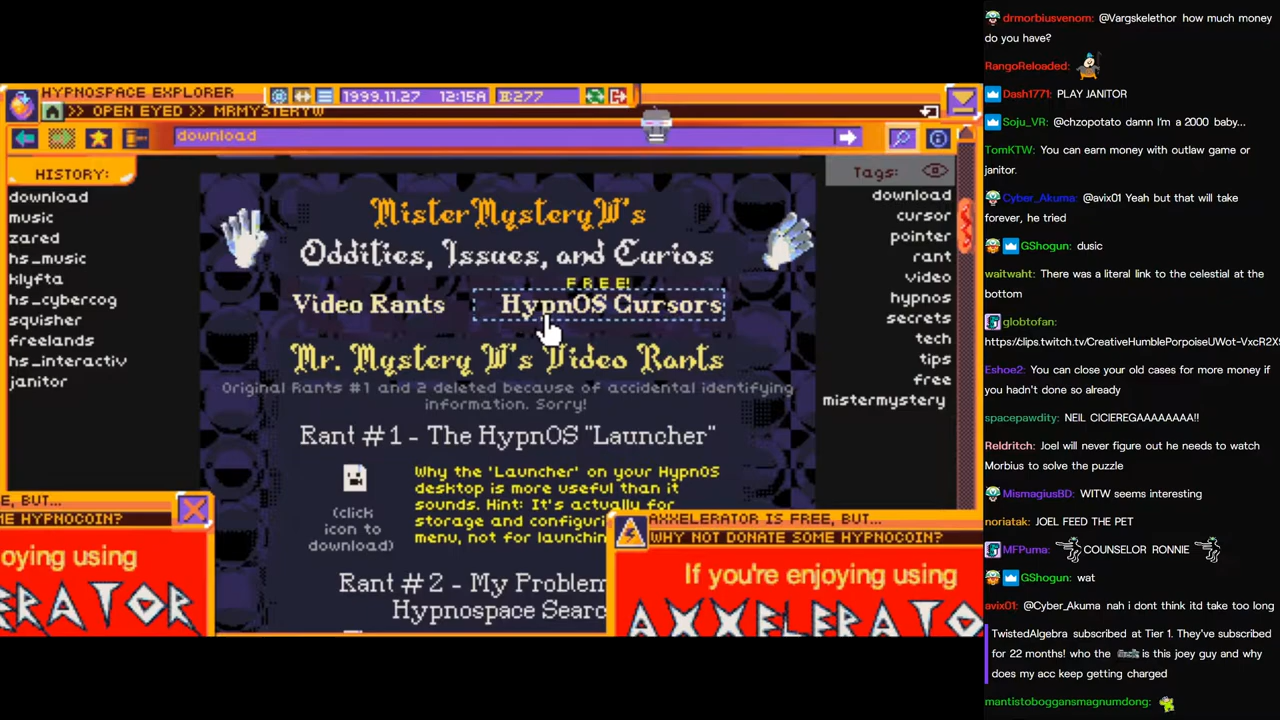 HYPNOSPACE EXPLORER
1999.11.27 12:15A
277
>> OPEN EYED >> MRMYSTERYW
download
HISTORY:
download
music
zared
hs_music
klyfta
hs_cybercog
squisher
freelands
hs_interactiv
janitor
MisterMysteryW's
Oddities, Issues, and Curios
FREE!
Video Rants
HypnOS Cursors
Mr. Mystery W's Video Rants
Original Rants #1 and 2 deleted because of accidental identifying
information. Sorry!
Rant #1 - The HypnOS "Launcher"
(click
icon to
download)
Why the 'Launcher' on your HypnOS
desktop is more useful than it
sounds. Hint: It's actually for
storage and configuri
menu, not for launchin
Rant #2 - My Problem
Hypnospace Searc
Tags:
download
cursor
pointer
rant
video
hypnos
secrets
tech
tips
free
mistermystery
E, BUT...
ME HYPNOCOIN?
oying using
ERATOR
AXXELERATOR IS FREE, BUT...
WHY NOT DONATE SOME HYPNOCOIN?
If you're enjoying using
AXXELERATO
drmorbiusvenom: @Vargskelethor how much money
do you have?
RangoReloaded:
Dash1771: PLAY JANITOR
Soju_VR: @chzopotato damn I'm a 2000 baby...
TomKTW: You can earn money with outlaw game or
janitor.
Cyber_Akuma: @avix01 Yeah but that will take
forever, he tried
GShogun: dusic
waitwaht: There was a literal link to the celestial at the
bottom
globtofan:
https://clips.twitch.tv/CreativeHumblePorpoiseUWot-VxcR2XS
Eshoe2: You can close your old cases for more money if
you hadn't done so already
spacepawdity: NEIL CICIEREGAAAAAAAA!!
Reldritch: Joel will never figure out he needs to watch
Morbius to solve the puzzle
MismagiusBD: WITW seems interesting
noriatak: JOEL FEED THE PET
MFPuma: COUNSELOR RONNIE
GShogun: wat
avix01: @Cyber_Akuma nah i dont think itd take too long
TwistedAlgebra subscribed at Tier 1. They've subscribed
for 22 months! who the is this joey guy and why
does my acc keep getting charged
mantistoboggansmagnumdong: